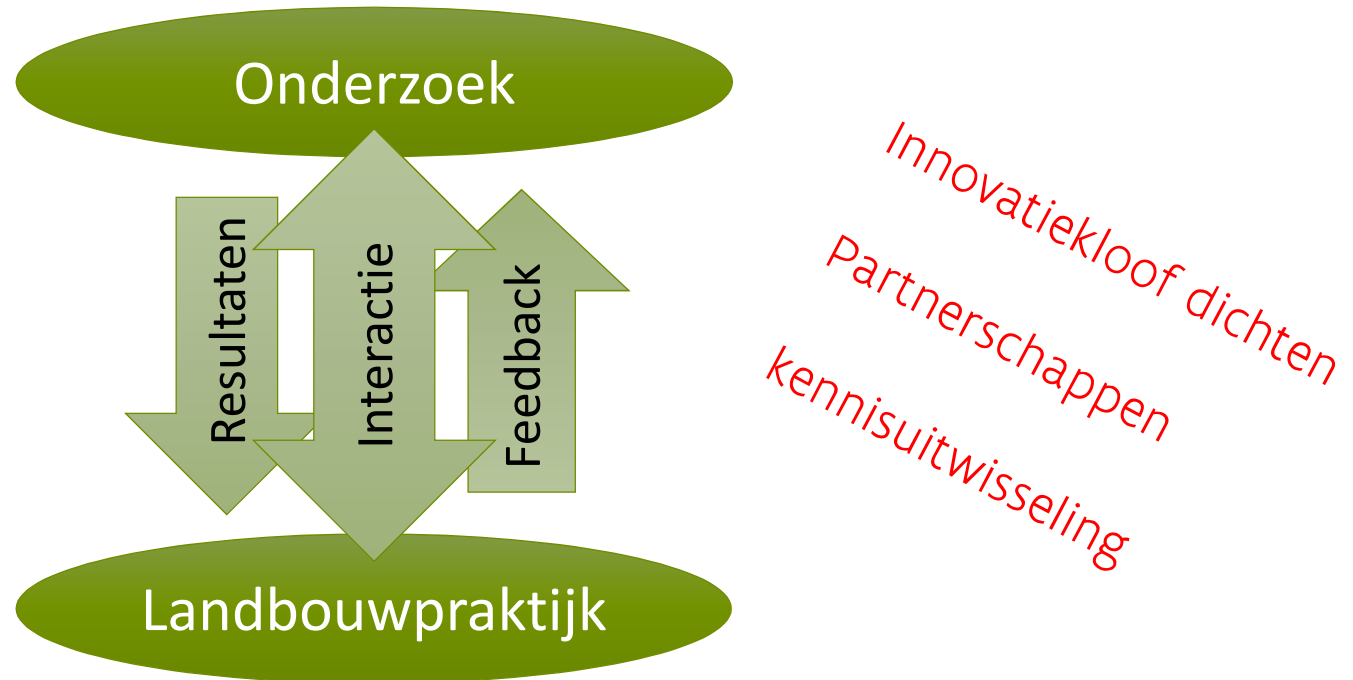 Onderzoek
Resultaten
Interactie
Feedback
Landbouwpraktijk
Innovatiekloof dichten
Partnerschappen
kennisuitwisseling